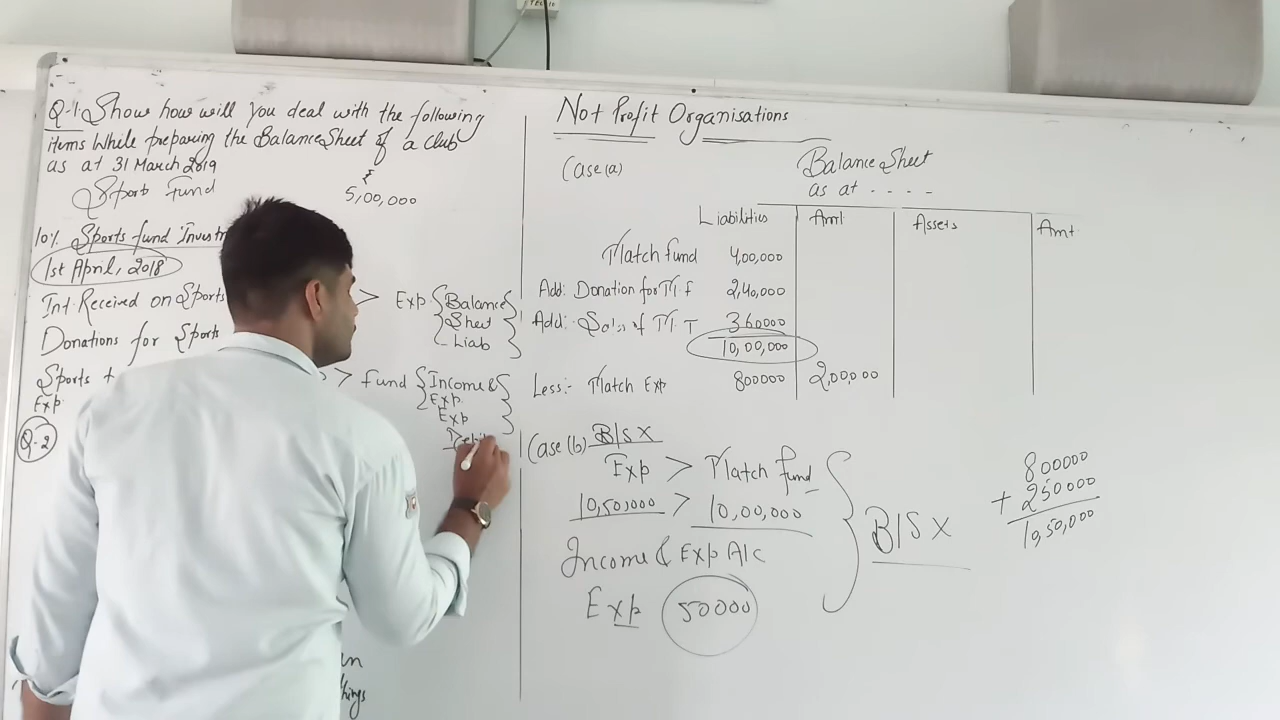 Q-1 Show how will you deal with the following
items While preparing the Balance Sheet of a club
as at 31 March 2019
₹
Sports Fund 5,00,000
10% Sports fund Investm
1st April, 2018
Int Received on Sports
Donations for Sports
Sports
Exp
Q-2
> Exp { Balance
Sheet
Liab }
> fund { Income &
Exp
Exp
Not Profit Organisations
Case (a)
Balance Sheet
as at - - - -
Liabilities Amt Assets Amt
Match fund 4,00,000
Add: Donation for M f 2,40,000
Add:- Sales of M T 360000
10,00,000
Less:- Match Exp 800000 2,00,000
Case (b) B/S X
Exp > Match fund
10,50,000 > 10,00,000
Income & Exp A/c
Exp 50000
B/S X
800000
+ 250000
10,50,000
things